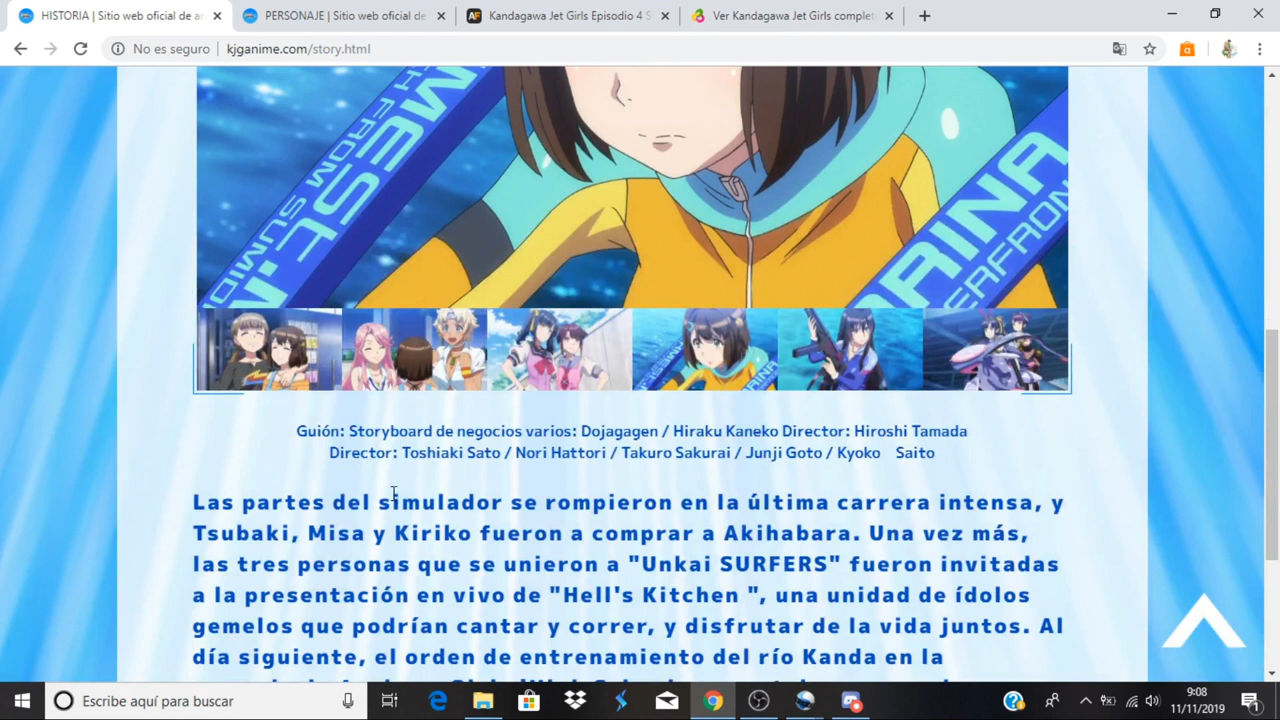 HISTORIA | Sitio web oficial de an
PERSONAJE | Sitio web oficial de
Kandagawa Jet Girls Episodio 4 S
Ver Kandagawa Jet Girls complet
No es seguro | kjganime.com/story.html
MEST
H FROM SUMID
ARINA
ERFRON
Guión: Storyboard de negocios varios: Dojagagen / Hiraku Kaneko Director: Hiroshi Tamada
Director: Toshiaki Sato / Nori Hattori / Takuro Sakurai / Junji Goto / Kyoko Saito
Las partes del simulador se rompieron en la última carrera intensa, y
Tsubaki, Misa y Kiriko fueron a comprar a Akihabara. Una vez más,
las tres personas que se unieron a "Unkai SURFERS" fueron invitadas
a la presentación en vivo de "Hell's Kitchen ", una unidad de ídolos
gemelos que podrían cantar y correr, y disfrutar de la vida juntos. Al
día siguiente, el orden de entrenamiento del río Kanda en la
Escribe aquí para buscar
9:08
11/11/2019